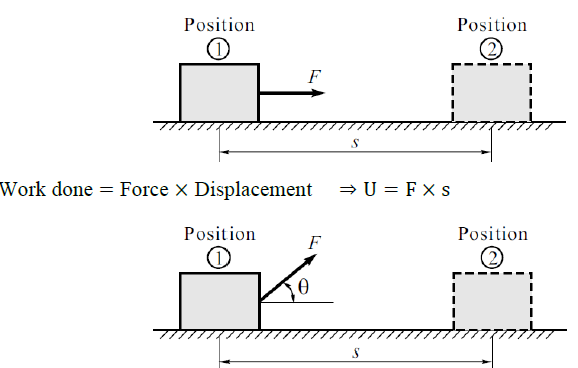 Position Position
① ②
F
s
Work done = Force × Displacement ⇒ U = F × s
Position Position
① ②
F
θ
s